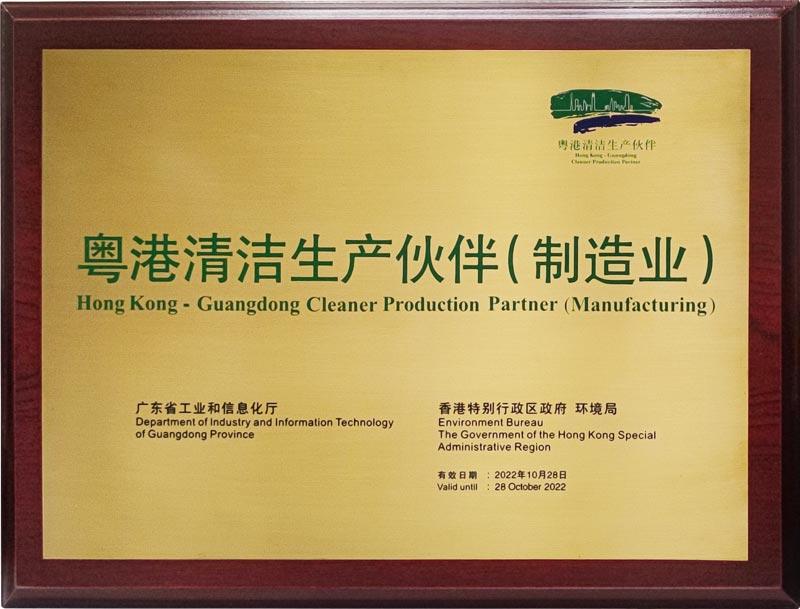 粤港清洁生产伙伴
Hong Kong - Guangdong
Cleaner Production Partner
粤港清洁生产伙伴(制造业)
Hong Kong - Guangdong Cleaner Production Partner (Manufacturing)
广东省工业和信息化厅
Department of Industry and Information Technology
of Guangdong Province
香港特别行政区政府 环境局
Environment Bureau
The Government of the Hong Kong Special
Administrative Region
有效日期 : 2022年10月28日
Valid until : 28 October 2022